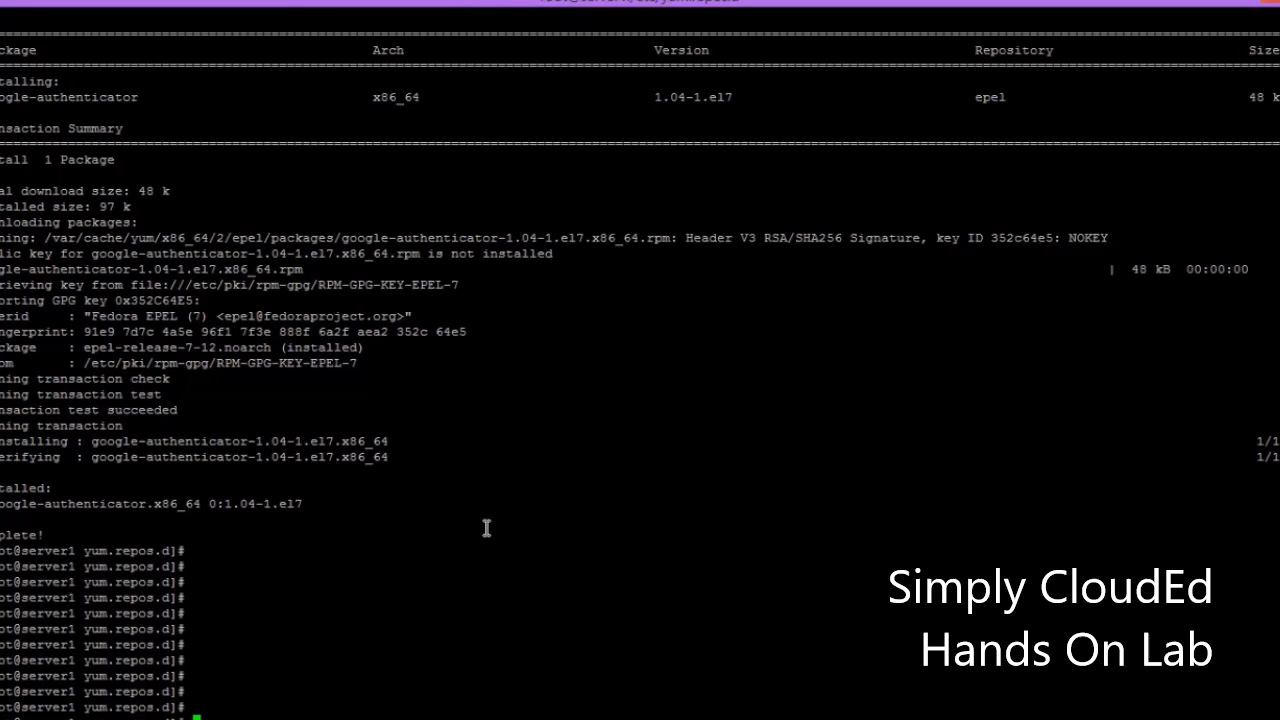 ckage Arch Version Repository Size
talling:
ogle-authenticator x86_64 1.04-1.el7 epel 48 k
nsaction Summary
tall 1 Package
al download size: 48 k
talled size: 97 k
nloading packages:
ning: /var/cache/yum/x86_64/2/epel/packages/google-authenticator-1.04-1.el7.x86_64.rpm: Header V3 RSA/SHA256 Signature, key ID 352c64e5: NOKEY
lic key for google-authenticator-1.04-1.el7.x86_64.rpm is not installed
gle-authenticator-1.04-1.el7.x86_64.rpm | 48 kB 00:00:00
rieving key from file:///etc/pki/rpm-gpg/RPM-GPG-KEY-EPEL-7
orting GPG key 0x352C64E5:
erid : "Fedora EPEL (7) <epel@fedoraproject.org>"
ngerprint: 91e9 7d7c 4a5e 96f1 7f3e 888f 6a2f aea2 352c 64e5
ckage : epel-release-7-12.noarch (installed)
om : /etc/pki/rpm-gpg/RPM-GPG-KEY-EPEL-7
ning transaction check
ning transaction test
nsaction test succeeded
ning transaction
nstalling : google-authenticator-1.04-1.el7.x86_64 1/1
erifying : google-authenticator-1.04-1.el7.x86_64 1/1
talled:
oogle-authenticator.x86_64 0:1.04-1.el7
plete!
ot@server1 yum.repos.d]#
ot@server1 yum.repos.d]#
ot@server1 yum.repos.d]#
ot@server1 yum.repos.d]#
ot@server1 yum.repos.d]#
ot@server1 yum.repos.d]#
ot@server1 yum.repos.d]#
ot@server1 yum.repos.d]#
ot@server1 yum.repos.d]#
ot@server1 yum.repos.d]#
ot@server1 yum.repos.d]#
Simply CloudEd
Hands On Lab